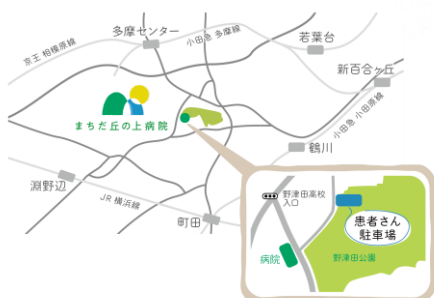 多摩センター
京王 相模原線
小田急 多摩線
若葉台
新百合ヶ丘
まちだ丘の上病院
小田急 小田原線
鶴川
淵野辺
JR 横浜線
町田
野津田高校
入口
患者さん
駐車場
病院
野津田公園